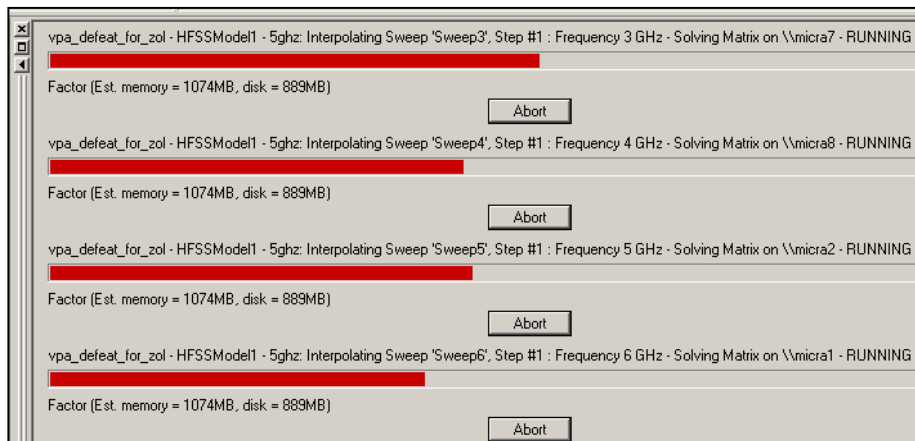 vpa_defeat_for_zol - HFSSModel1 - 5ghz: Interpolating Sweep 'Sweep3', Step #1 : Frequency 3 GHz - Solving Matrix on \\micra7 - RUNNING
Factor (Est. memory = 1074MB, disk = 889MB)
Abort
vpa_defeat_for_zol - HFSSModel1 - 5ghz: Interpolating Sweep 'Sweep4', Step #1 : Frequency 4 GHz - Solving Matrix on \\micra8 - RUNNING
Factor (Est. memory = 1074MB, disk = 889MB)
Abort
vpa_defeat_for_zol - HFSSModel1 - 5ghz: Interpolating Sweep 'Sweep5', Step #1 : Frequency 5 GHz - Solving Matrix on \\micra2 - RUNNING
Factor (Est. memory = 1074MB, disk = 889MB)
Abort
vpa_defeat_for_zol - HFSSModel1 - 5ghz: Interpolating Sweep 'Sweep6', Step #1 : Frequency 6 GHz - Solving Matrix on \\micra1 - RUNNING
Factor (Est. memory = 1074MB, disk = 889MB)
Abort